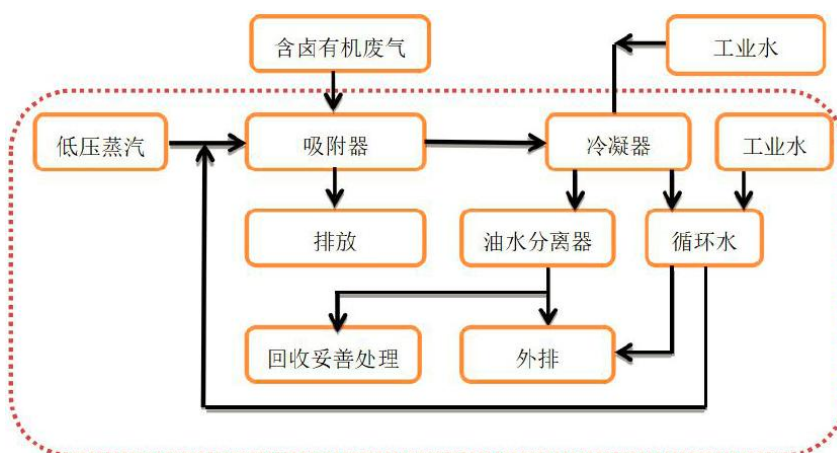 含卤有机废气
工业水
低压蒸汽
吸附器
冷凝器
工业水
排放
油水分离器
循环水
回收妥善处理
外排